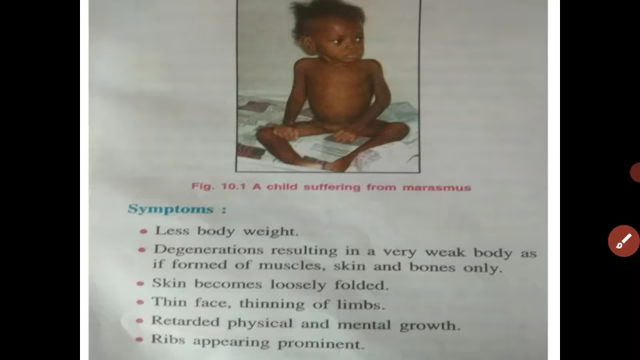 Fig. 10.1 A child suffering from marasmus
Symptoms :
• Less body weight.
• Degenerations resulting in a very weak body as
if formed of muscles, skin and bones only.
• Skin becomes loosely folded.
• Thin face, thinning of limbs.
• Retarded physical and mental growth.
• Ribs appearing prominent.